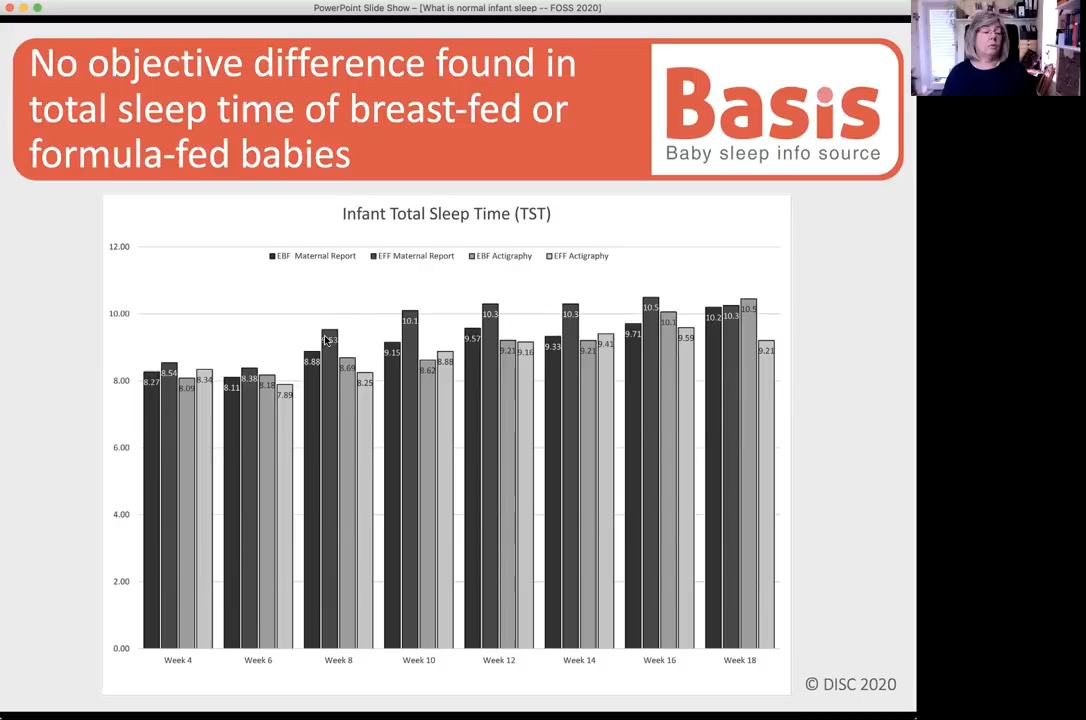 PowerPoint Slide Show – [What is normal infant sleep -- FOSS 2020]
No objective difference found in
total sleep time of breast-fed or
formula-fed babies
Basis
Baby sleep info source
Infant Total Sleep Time (TST)
EBF Maternal Report EFF Maternal Report EBF Actigraphy EFF Actigraphy
12.00
10.00
8.00
6.00
4.00
2.00
0.00
8.27 8.54 8.09 8.34
8.11 8.38 8.18 7.89
8.88 8.69 8.25
9.15 10.1 8.62 8.88
9.57 10.3 9.21 9.16
9.33 10.3 9.21 9.41
9.71 10.5 10.1 9.59
10.2 10.3 10.5 9.21
Week 4 Week 6 Week 8 Week 10 Week 12 Week 14 Week 16 Week 18
© DISC 2020